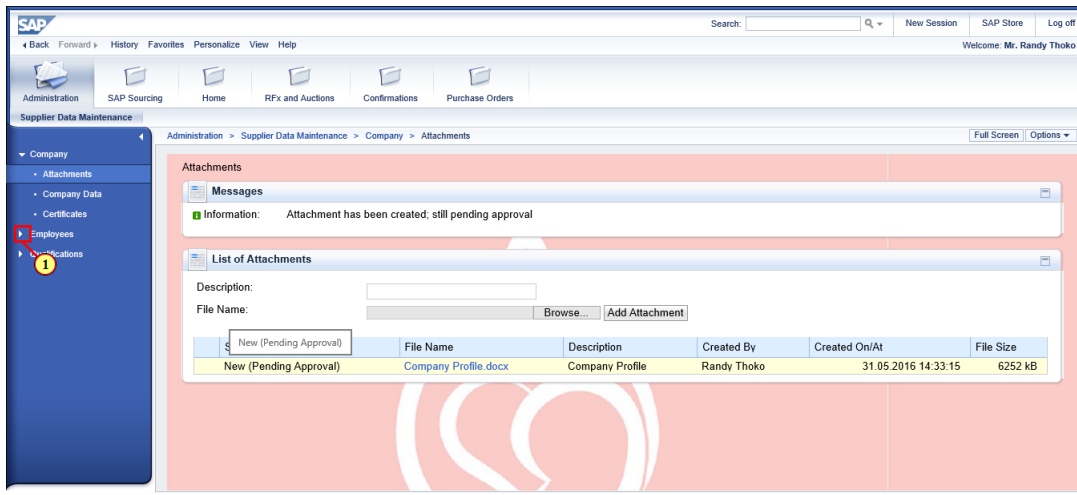 SAP
Search:
New Session
SAP Store
Log off
Back Forward History Favorites Personalize View Help
Welcome: Mr. Randy Thoko
Administration
SAP Sourcing
Home
RFx and Auctions
Confirmations
Purchase Orders
Supplier Data Maintenance
Administration > Supplier Data Maintenance > Company > Attachments
Full Screen
Options
Company
Attachments
Company Data
Certificates
Employees
Qualifications
1
Attachments
Messages
Information: Attachment has been created; still pending approval
List of Attachments
Description:
File Name:
Browse...
Add Attachment
New (Pending Approval)
S File Name Description Created By Created On/At File Size
New (Pending Approval) Company Profile.docx Company Profile Randy Thoko 31.05.2016 14:33:15 6252 kB